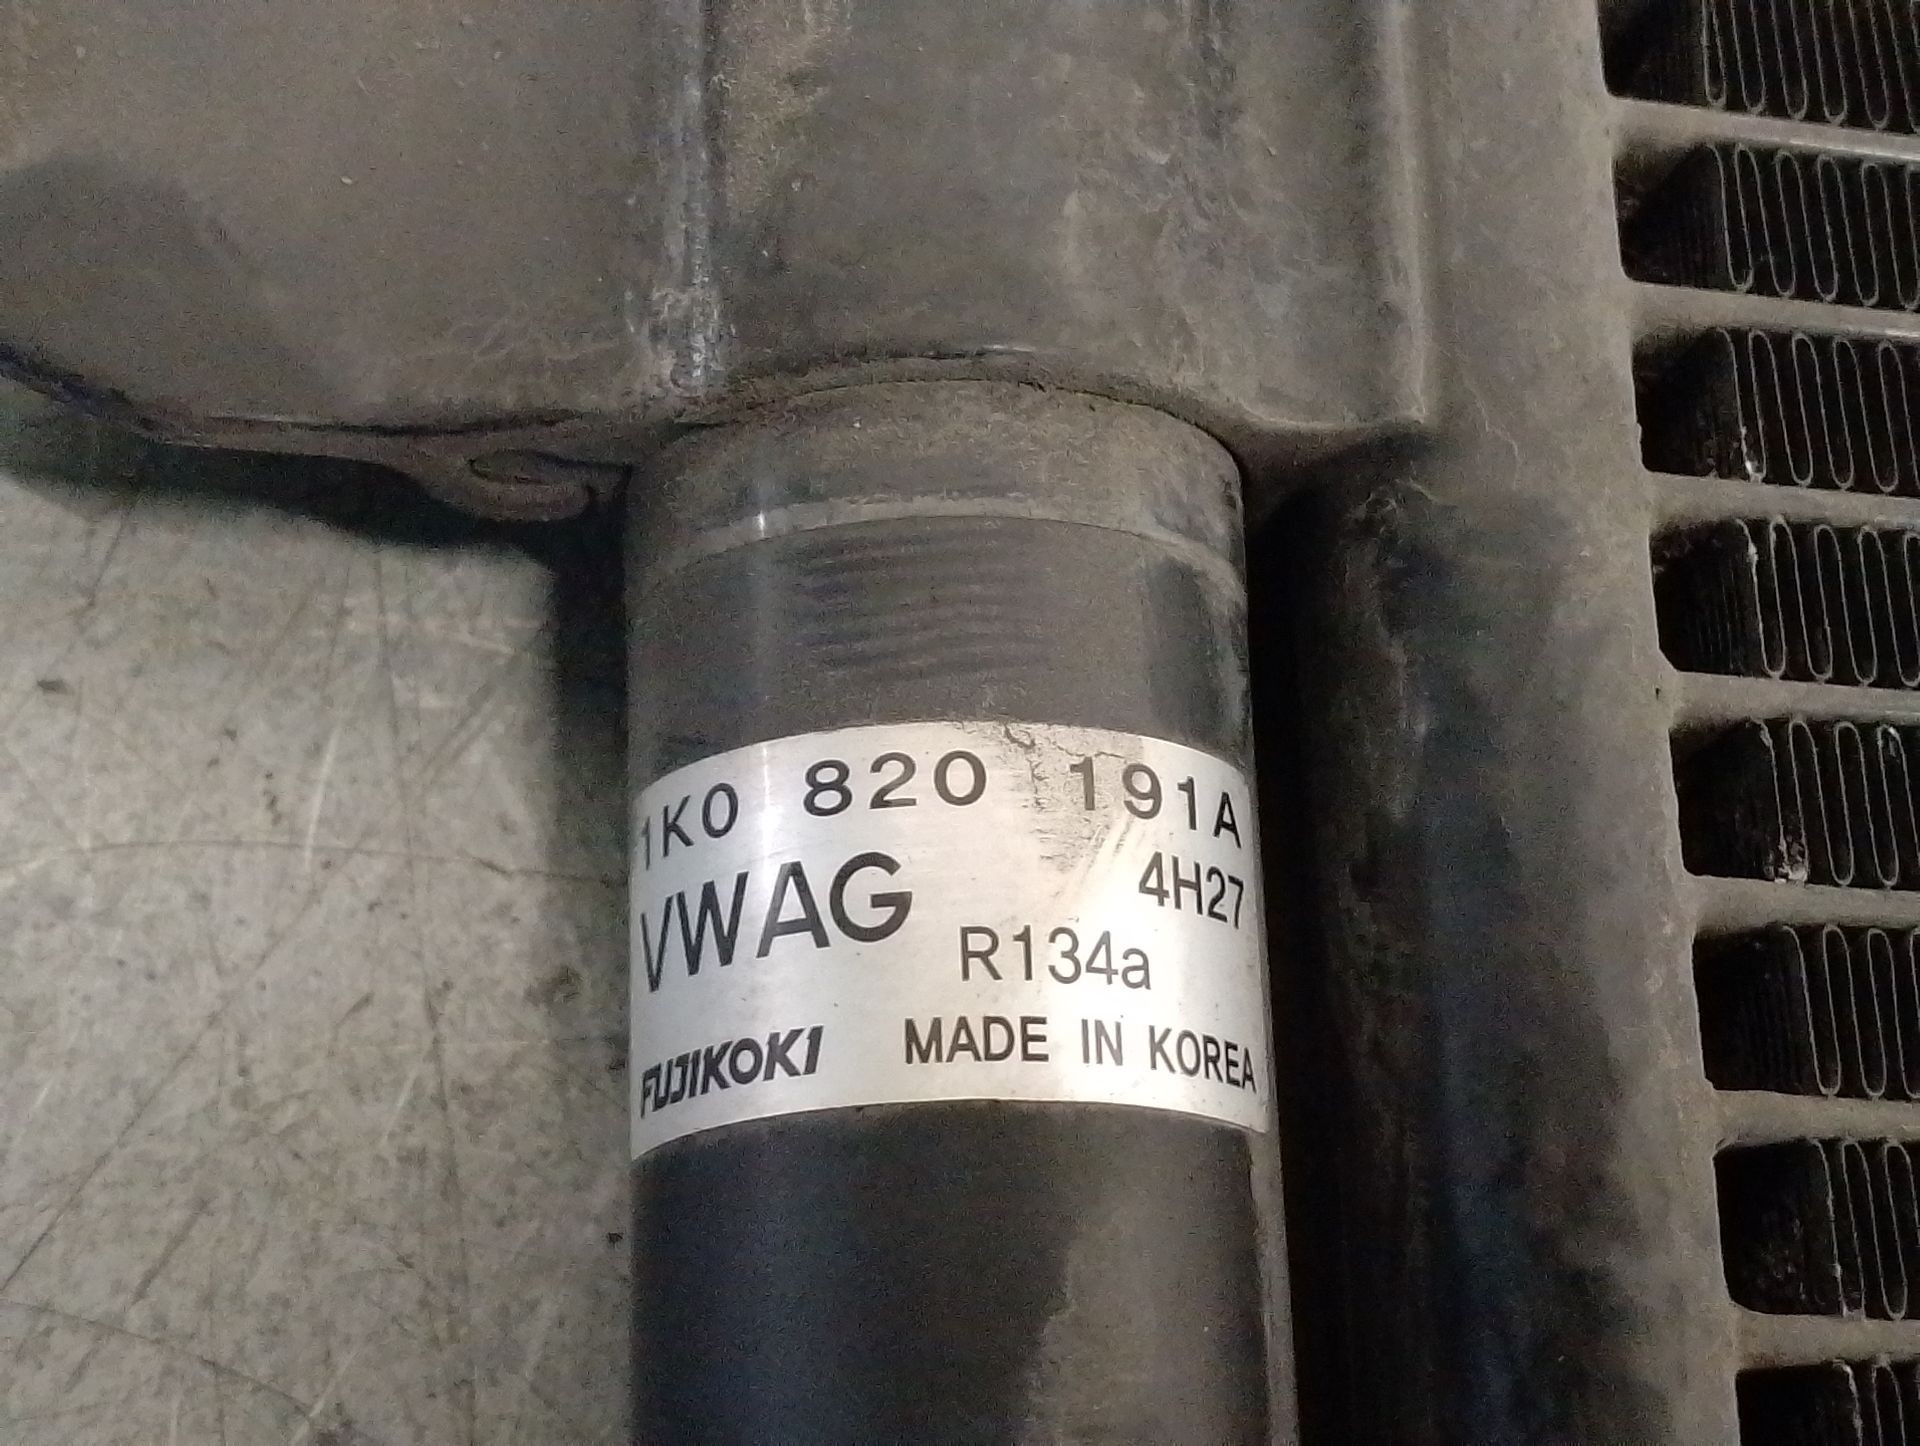 1K0 820 191A
VWAG 4H27
R134a
FUJIKOKI MADE IN KOREA